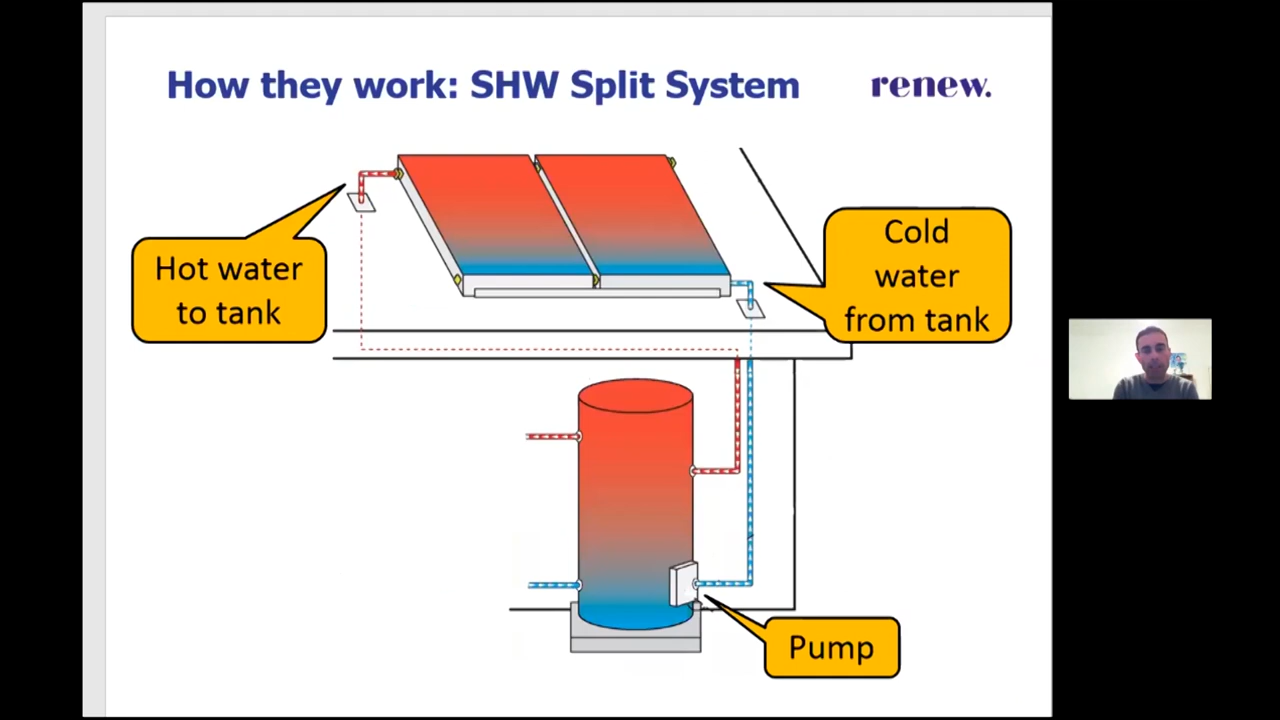 How they work: SHW Split System
renew.
Hot water
to tank
Cold
water
from tank
Pump